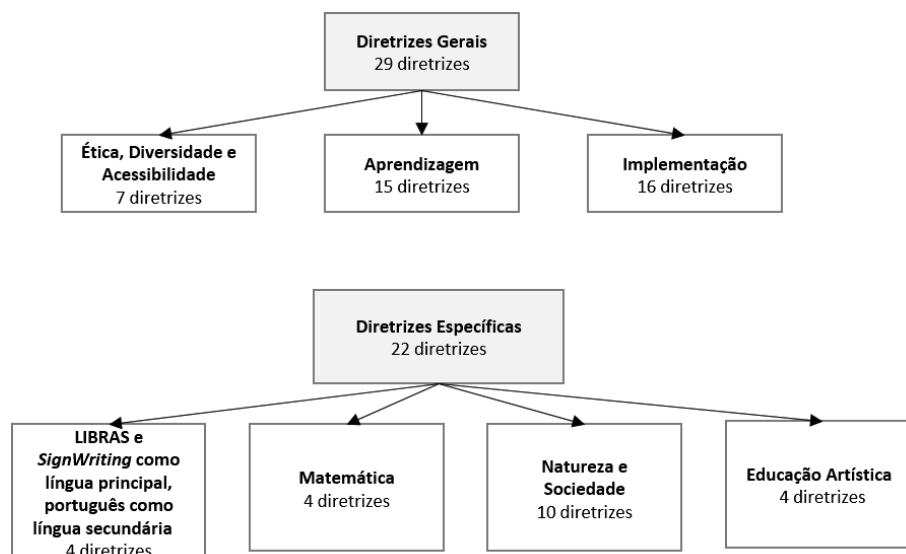 Diretrizes Gerais
29 diretrizes
Ética, Diversidade e
Acessibilidade
7 diretrizes
Aprendizagem
15 diretrizes
Implementação
16 diretrizes
Diretrizes Específicas
22 diretrizes
LIBRAS e
SignWriting como
língua principal,
português como
língua secundária
4 diretrizes
Matemática
4 diretrizes
Natureza e
Sociedade
10 diretrizes
Educação Artística
4 diretrizes